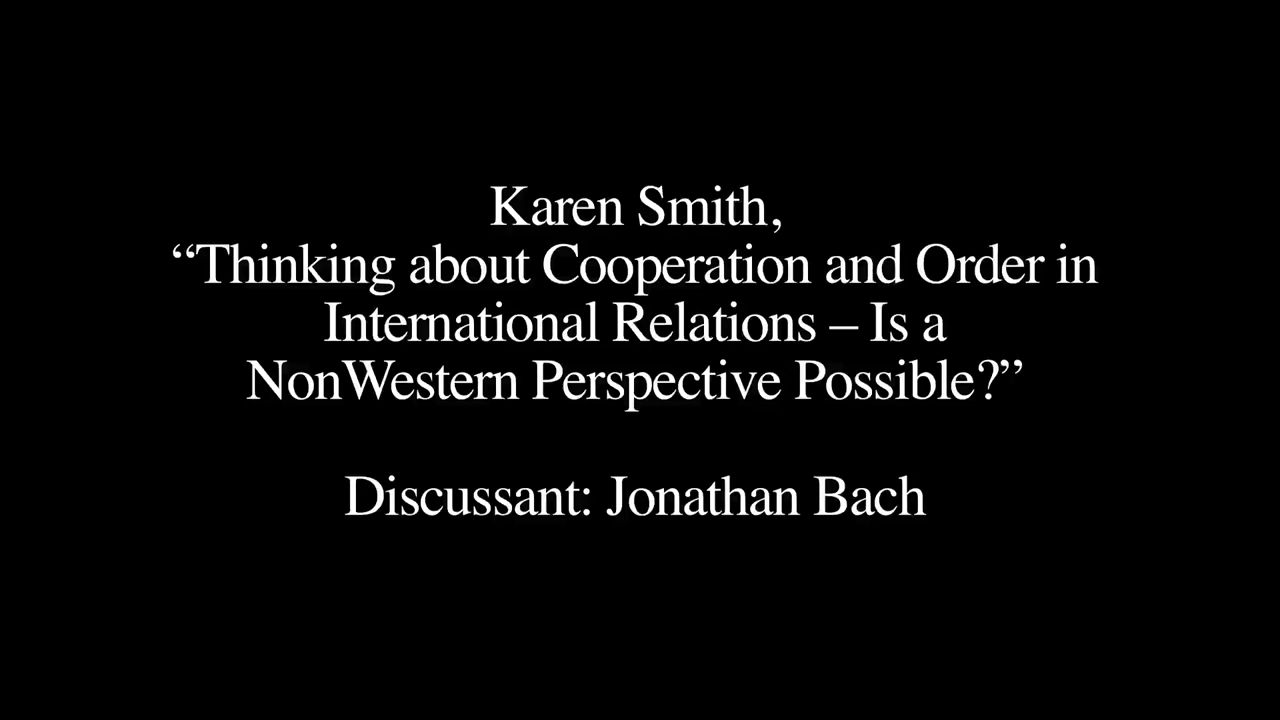 Karen Smith,
“Thinking about Cooperation and Order in
International Relations – Is a
NonWestern Perspective Possible?”
Discussant: Jonathan Bach